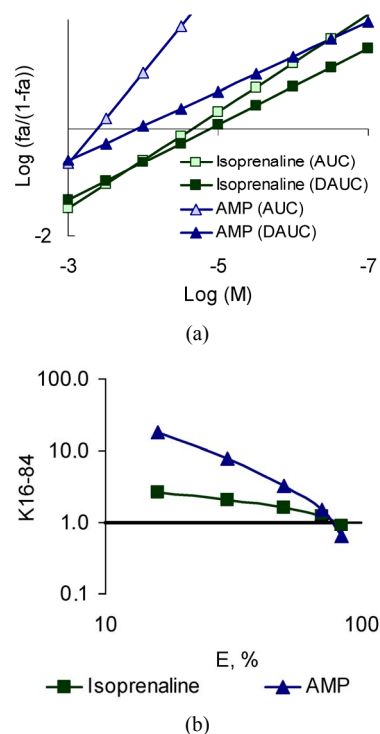 Log (fa/(1-fa))
Isoprenaline (AUC)
Isoprenaline (DAUC)
AMP (AUC)
AMP (DAUC)
-2
-3 -5 -7
Log (M)
(a)
100.0
10.0
1.0
0.1
K16-84
10 100
E, %
Isoprenaline AMP
(b)